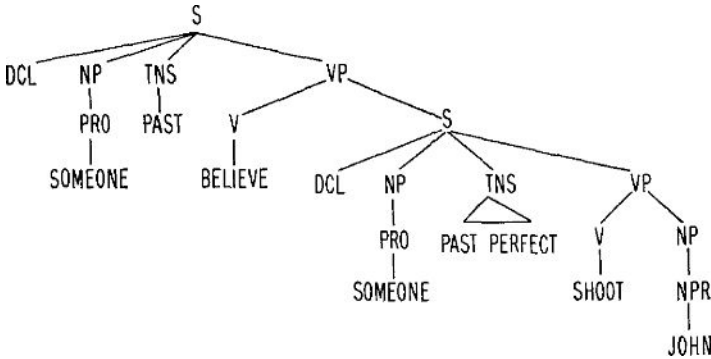 S
DCL NP TNS VP
PRO PAST V S
SOMEONE BELIEVE DCL NP TNS VP
PRO PAST PERFECT V NP
SOMEONE SHOOT NPR
JOHN